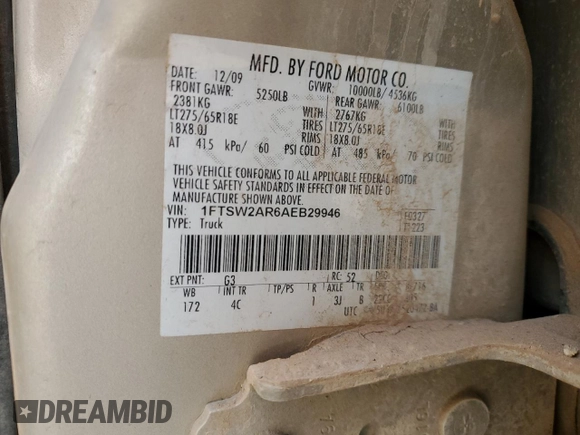 MFD. BY FORD MOTOR CO.
DATE: 12/09 GVWR: 10000LB/4536KG
FRONT GAWR: 5250LB REAR GAWR: 6100LB
2381KG WITH 2767KG WITH
LT275/65R18E TIRES LT275/65R18E TIRES
18X8.0J RIMS 18X8.0J RIMS
AT 415 kPa/ 60 PSI COLD AT 485 kPa/ 70 PSI COLD
THIS VEHICLE CONFORMS TO ALL APPLICABLE FEDERAL MOTOR
VEHICLE SAFETY STANDARDS IN EFFECT ON THE DATE OF
MANUFACTURE SHOWN ABOVE.
VIN: 1FTSW2AR6AEB29946
TYPE: Truck
EXT PNT: G3 RC: 52
WB INT TR TP/PS R AXLE TR
172 4C 1 3J B
UTC
DREAMBID